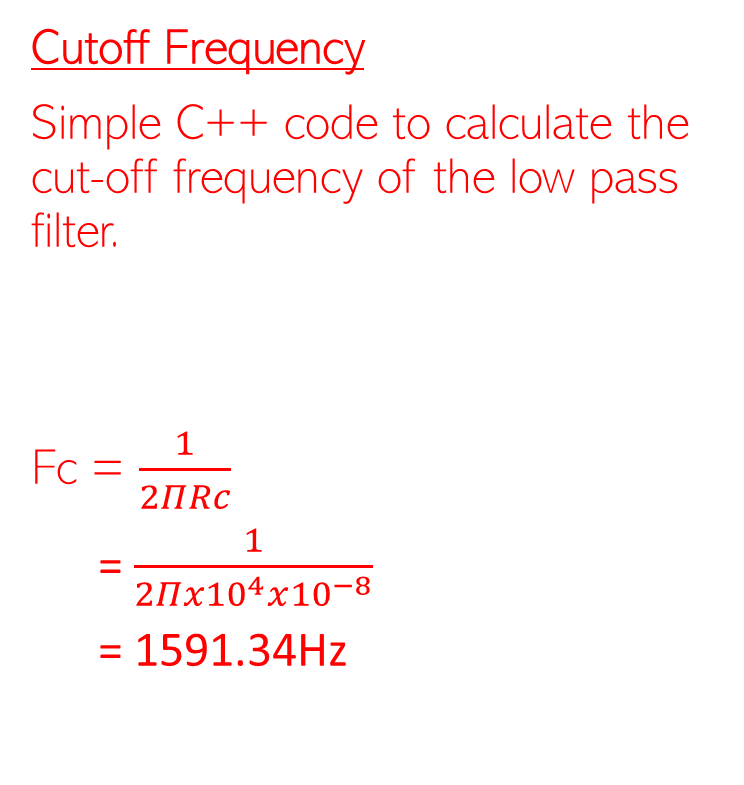 Cutoff Frequency
Simple C++ code to calculate the
cut-off frequency of the low pass
filter.
Fc = 1/2ΠRc
= 1/2Πx10⁴x10⁻⁸
= 1591.34Hz